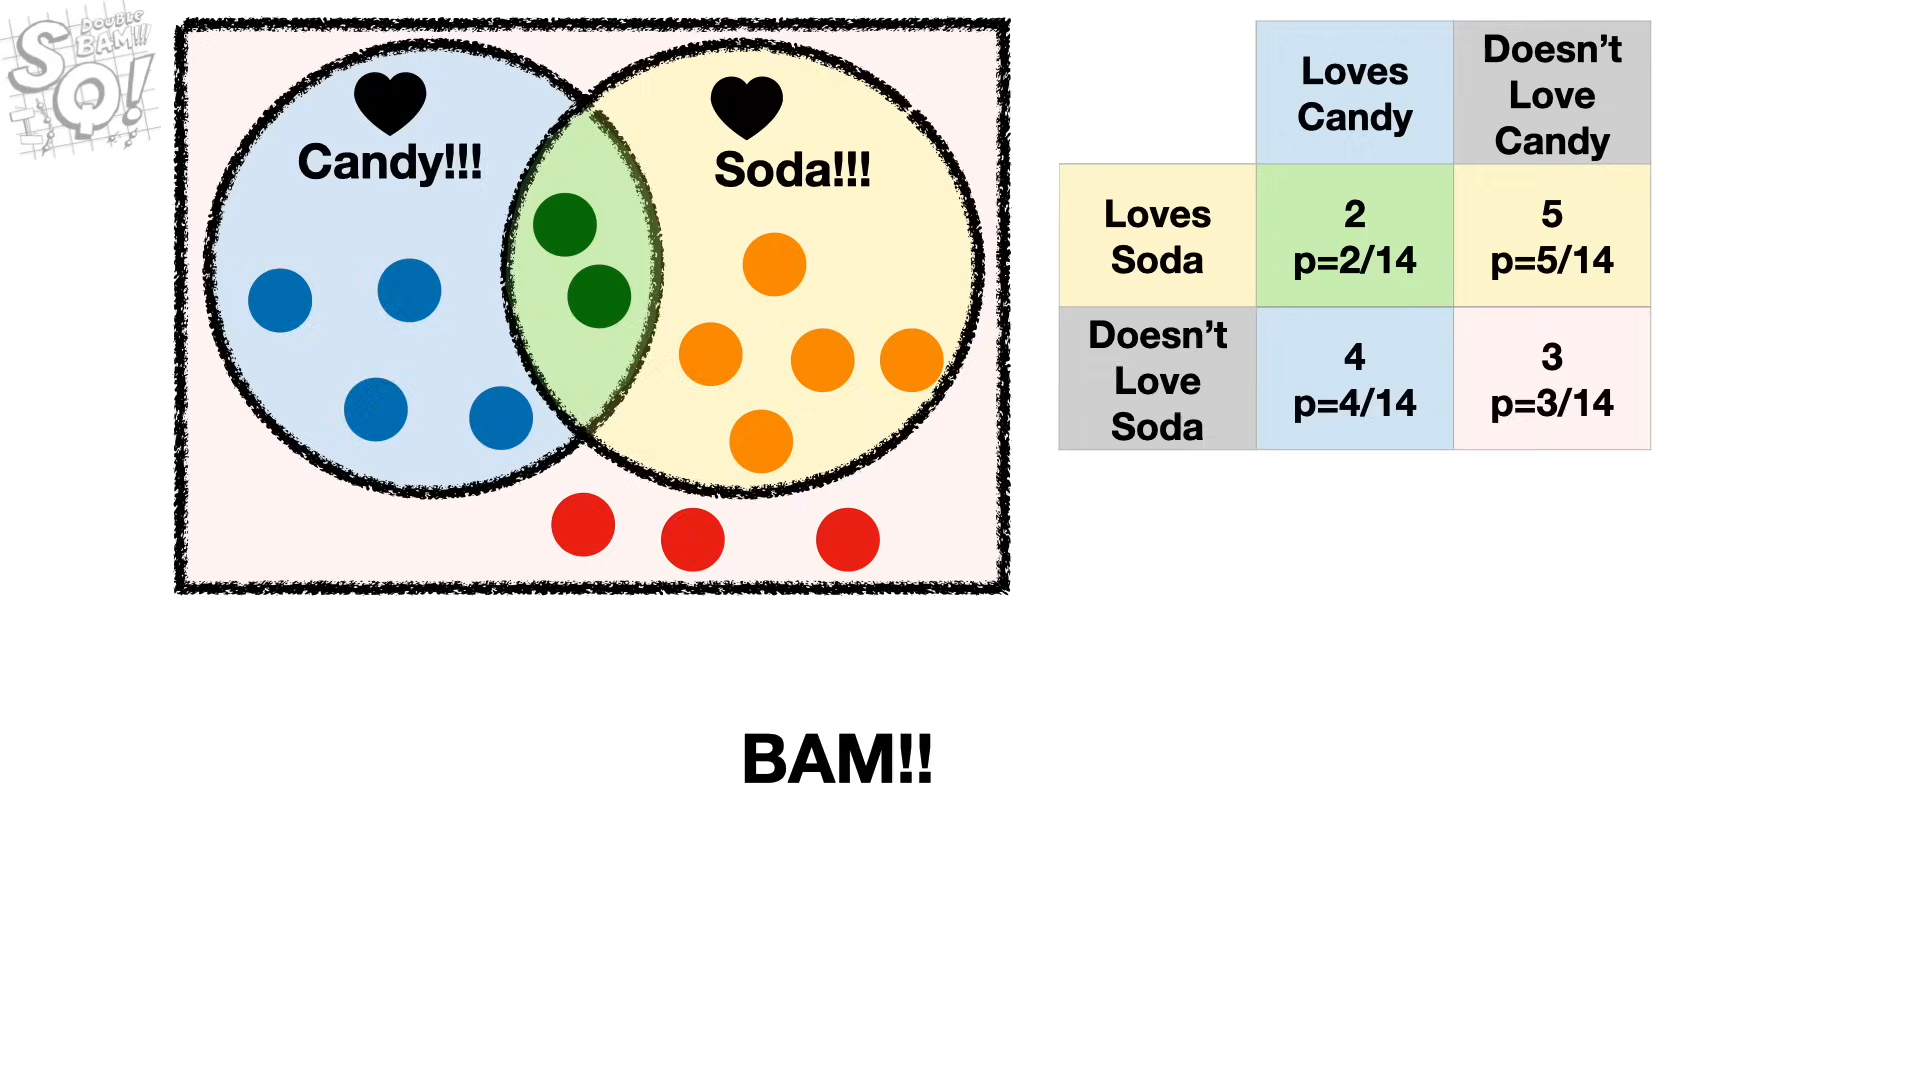 DOUBLE
BAM!!!
SQ!
Candy!!!
Soda!!!
Loves
Candy
Doesn’t
Love
Candy
Loves
Soda
2
p=2/14
5
p=5/14
Doesn’t
Love
Soda
4
p=4/14
3
p=3/14
BAM!!